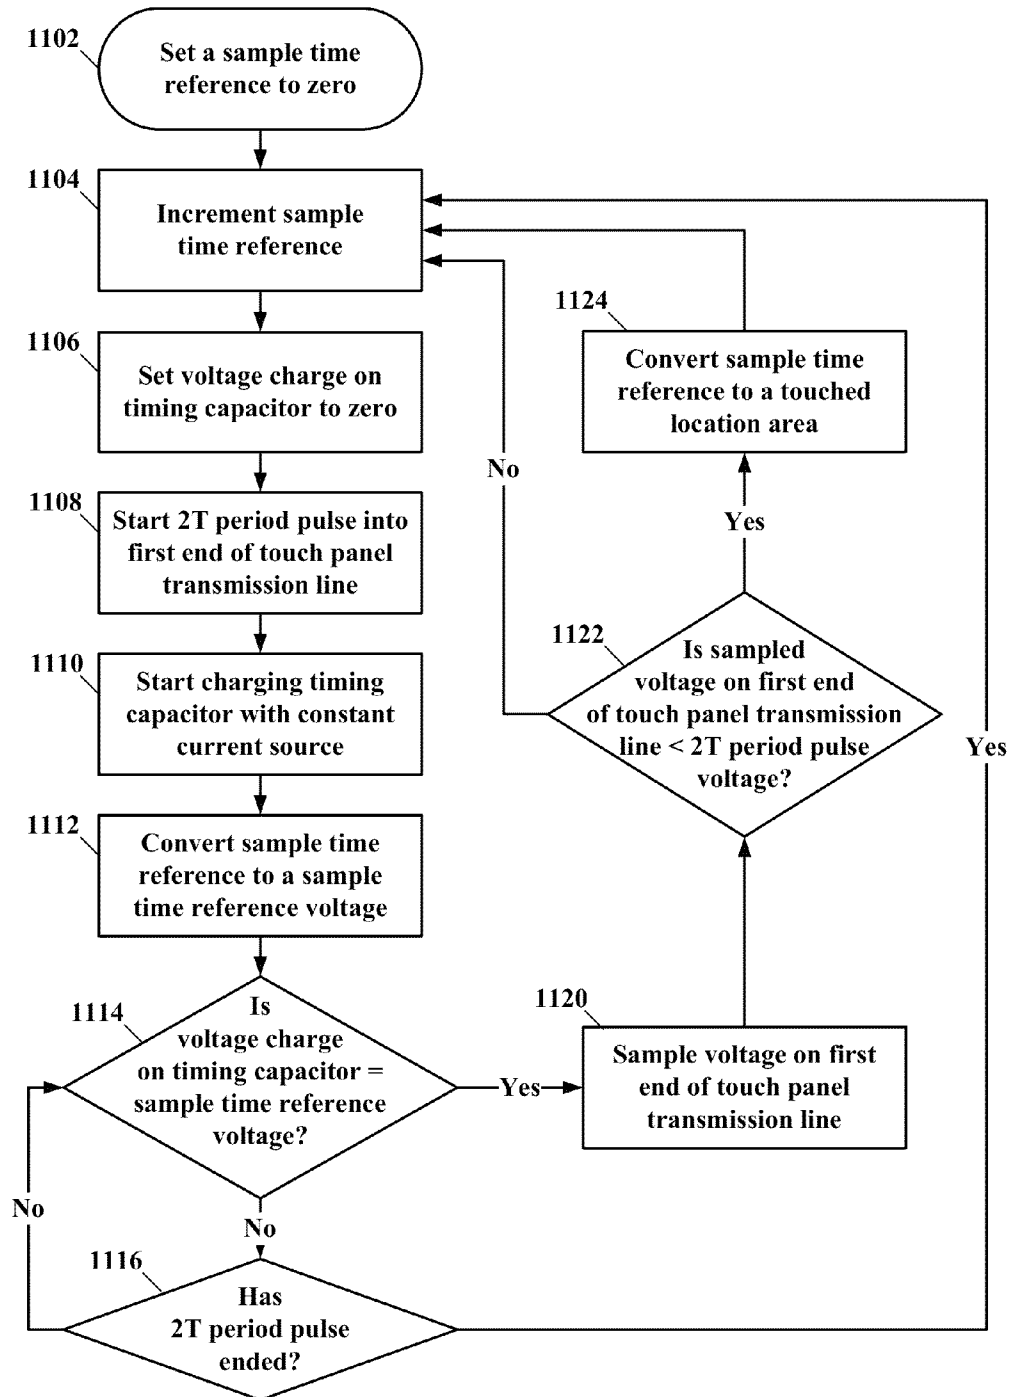 1102
Set a sample time
reference to zero
1104
Increment sample
time reference
1106
Set voltage charge on
timing capacitor to zero
1108
Start 2T period pulse into
first end of touch panel
transmission line
1110
Start charging timing
capacitor with constant
current source
1112
Convert sample time
reference to a sample
time reference voltage
1114
Is
voltage charge
on timing capacitor =
sample time reference
voltage?
Yes
No
No
1116
Has
2T period pulse
ended?
Yes
1120
Sample voltage on first
end of touch panel
transmission line
1122
Is sampled
voltage on first end
of touch panel transmission
line < 2T period pulse
voltage?
No
Yes
1124
Convert sample time
reference to a touched
location area